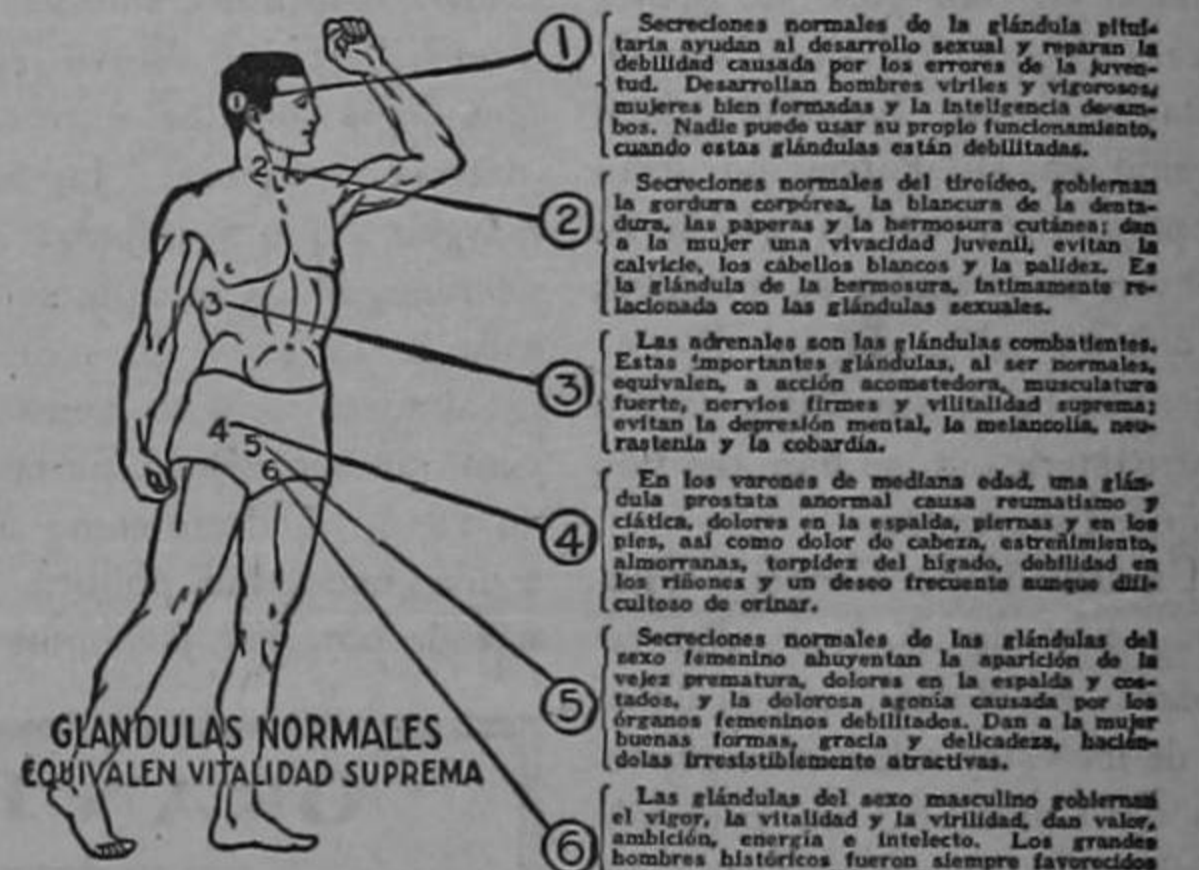 1
Secreciones normales de la glándula pitui-
taria ayudan al desarrollo sexual y reparan la
debilidad causada por los errores de la juven-
tud. Desarrollan hombres viriles y vigorosos,
mujeres bien formadas y la inteligencia de am-
bos. Nadie puede usar su propio funcionamiento,
cuando estas glándulas están debilitadas.
2
Secreciones normales del tiroídeo, gobiernan
la gordura corpórea, la blancura de la denta-
dura, las paperas y la hermosura cutánea; dan
a la mujer una vivacidad juvenil, evitan la
calvicie, los cabellos blancos y la palidez. Es
la glándula de la hermosura, íntimamente re-
lacionada con las glándulas sexuales.
3
Las adrenales son las glándulas combatientes.
Estas importantes glándulas, al ser normales,
equivalen, a acción acometedora, musculatura
fuerte, nervios firmes y vilitalidad suprema;
evitan la depresión mental, la melancolía, neu-
rastenia y la cobardía.
4
En los varones de mediana edad, una glán-
dula prostata anormal causa reumatismo y
ciática, dolores en la espalda, piernas y en los
pies, así como dolor de cabeza, estreñimiento,
almorranas, torpidez del hígado, debilidad en
los riñones y un deseo frecuente aunque difi-
cultoso de orinar.
5
Secreciones normales de las glándulas del
sexo femenino ahuyentan la aparición de la
vejez prematura, dolores en la espalda y cos-
tados, y la dolorosa agonía causada por los
órganos femeninos debilitados. Dan a la mujer
buenas formas, gracia y delicadeza, hacién-
dolas irresistiblemente atractivas.
6
Las glándulas del sexo masculino gobiernan
el vigor, la vitalidad y la virilidad, dan valor,
ambición, energía e intelecto. Los grandes
hombres históricos fueron siempre favorecidos
1
2
3
4
5
6
GLANDULAS NORMALES
EQUIVALEN VITALIDAD SUPREMA